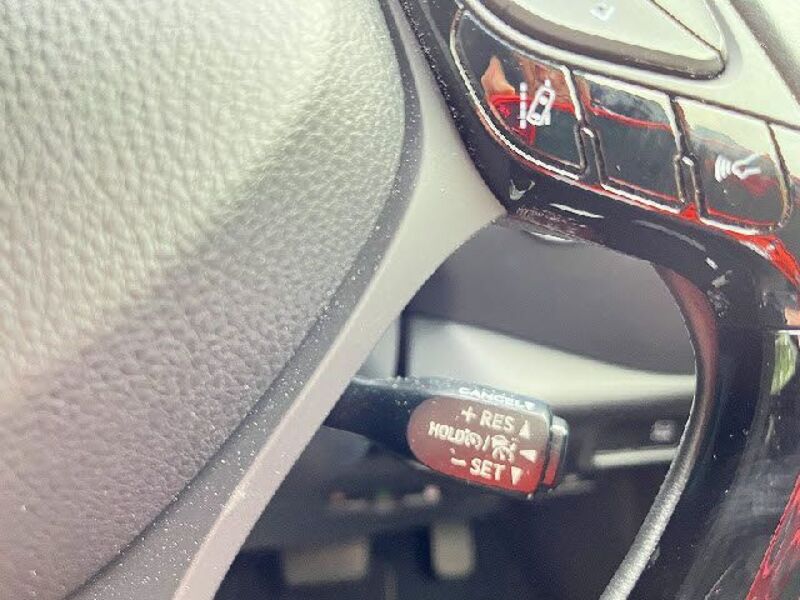 CANCEL▼
+ RES ▲
HOLD / ◄
− SET ▼